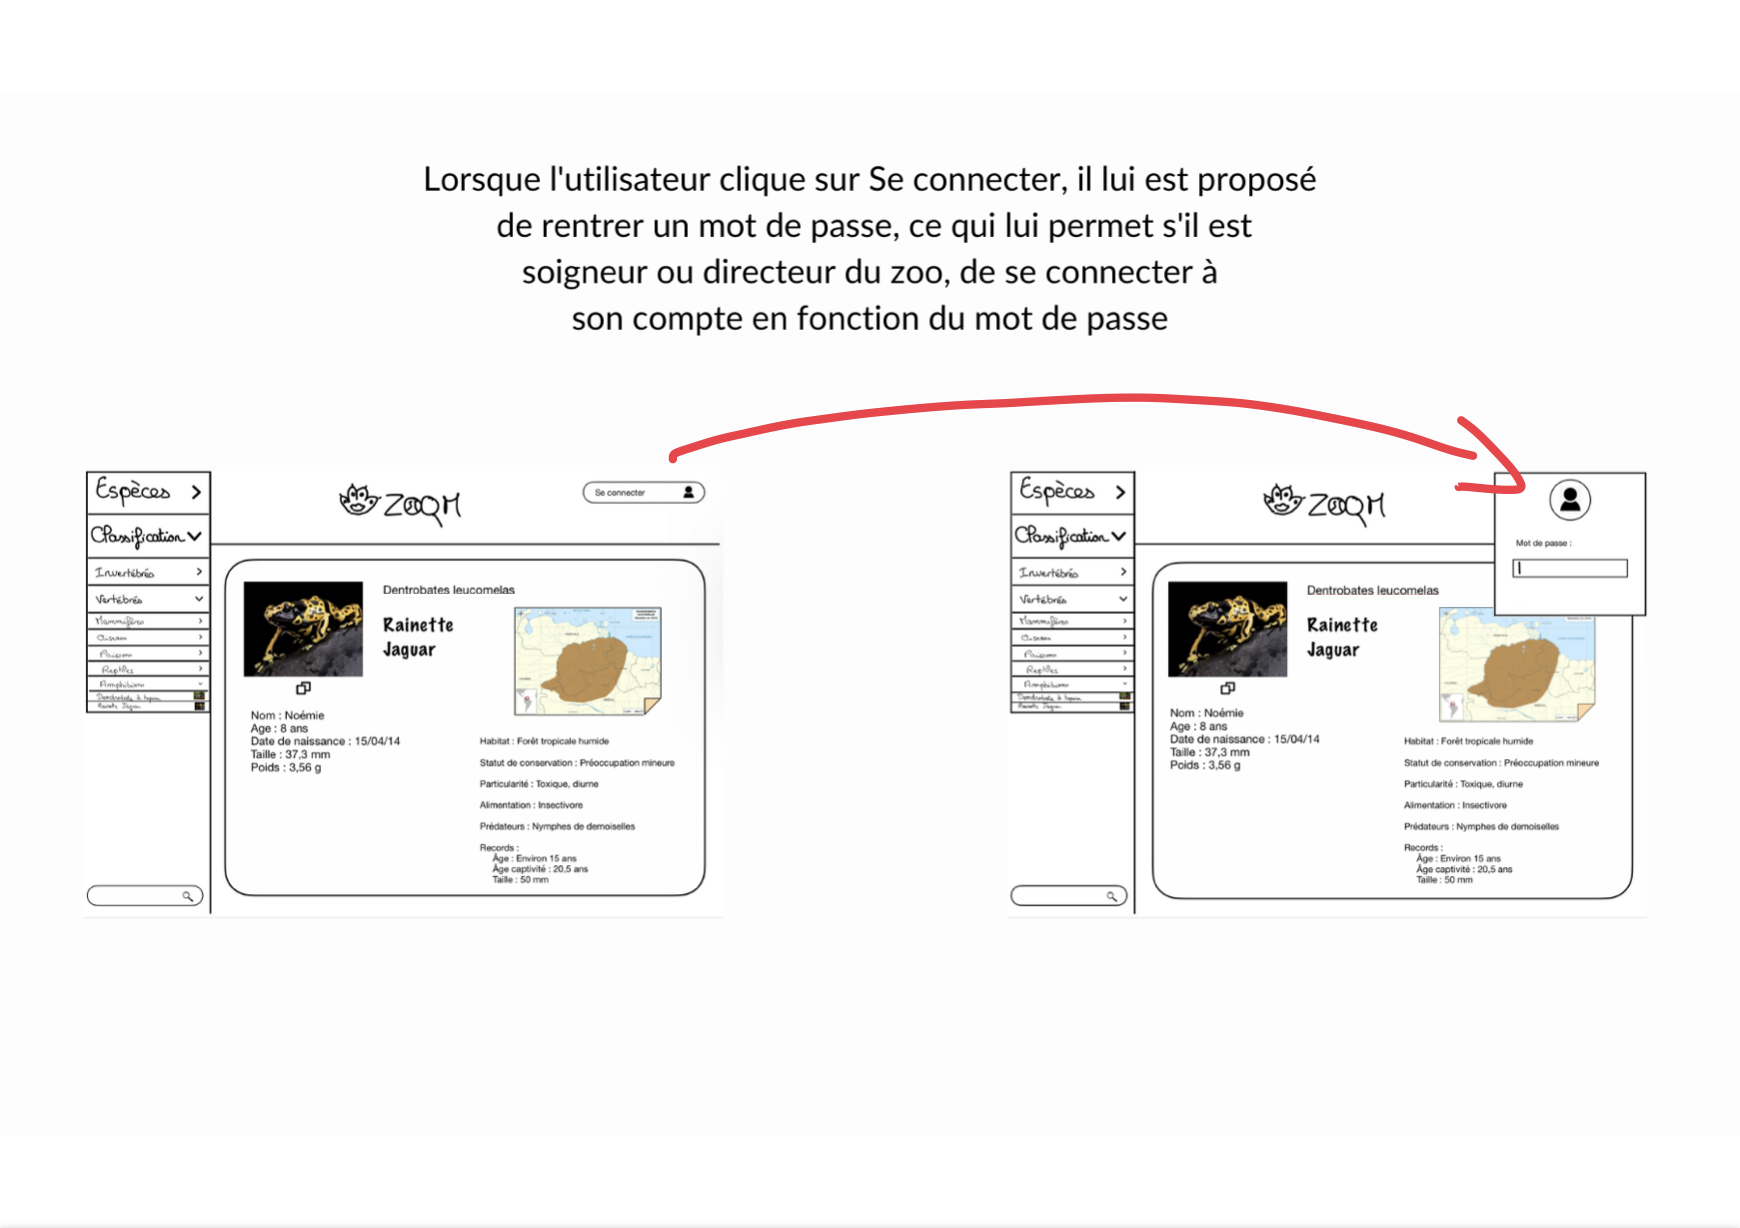 Lorsque l'utilisateur clique sur Se connecter, il lui est proposé
de rentrer un mot de passe, ce qui lui permet s'il est
soigneur ou directeur du zoo, de se connecter à
son compte en fonction du mot de passe
Espèces
Classification
Invertébrés
Vertébrés
Mammifères
Oiseaux
Poissons
Reptiles
Amphibiens
ZOOM
Se connecter
Dentrobates leucomelas
Rainette
Jaguar
Nom : Noémie
Age : 8 ans
Date de naissance : 15/04/14
Taille : 37,3 mm
Poids : 3,56 g
Habitat : Forêt tropicale humide
Statut de conservation : Préoccupation mineure
Particularité : Toxique, diurne
Alimentation : Insectivore
Prédateurs : Nymphes de demoiselles
Records :
Âge : Environ 15 ans
Âge captivité : 20,5 ans
Taille : 50 mm
Espèces
Classification
Invertébrés
Vertébrés
Mammifères
Oiseaux
Poissons
Reptiles
Amphibiens
ZOOM
Mot de passe :
Dentrobates leucomelas
Rainette
Jaguar
Nom : Noémie
Age : 8 ans
Date de naissance : 15/04/14
Taille : 37,3 mm
Poids : 3,56 g
Habitat : Forêt tropicale humide
Statut de conservation : Préoccupation mineure
Particularité : Toxique, diurne
Alimentation : Insectivore
Prédateurs : Nymphes de demoiselles
Records :
Âge : Environ 15 ans
Âge captivité : 20,5 ans
Taille : 50 mm